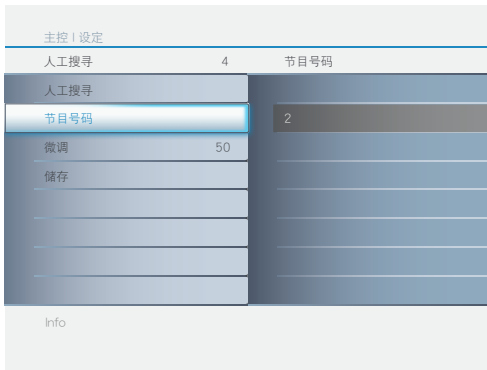 主控 | 设定
人工搜寻 4 节目号码
人工搜寻
节目号码 2
微调 50
储存
Info